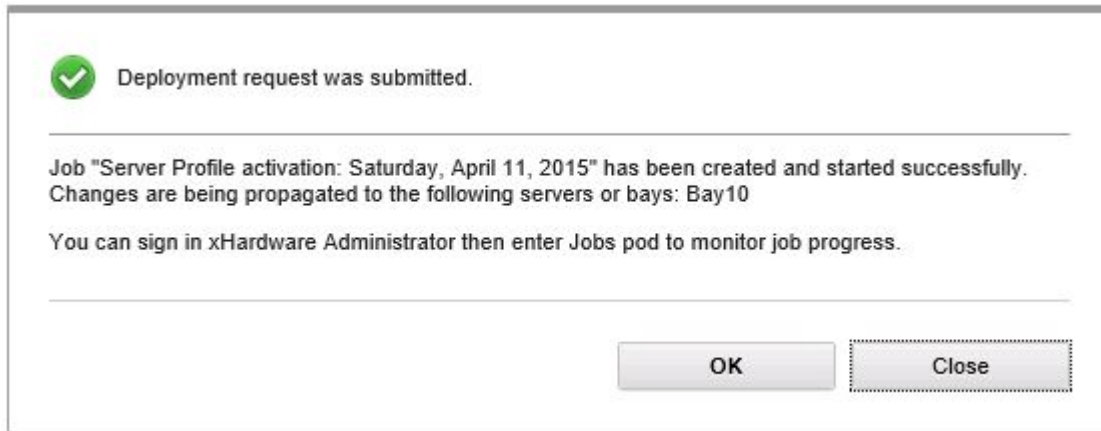 Deployment request was submitted.
Job "Server Profile activation: Saturday, April 11, 2015" has been created and started successfully.
Changes are being propagated to the following servers or bays: Bay10
You can sign in xHardware Administrator then enter Jobs pod to monitor job progress.
OK
Close